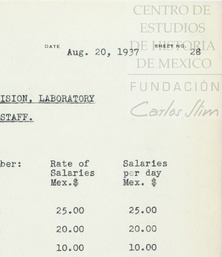 CENTRO DE
ESTUDIOS
DE HISTORIA
DE MEXICO
DATE Aug. 20, 1937 SHEET NO. 28
FUNDACIÓN
Carlos Slim
ISION, LABORATORY
STAFF.
ber: Rate of Salaries
Salaries per day
Mex.$ Mex. $
25.00 25.00
20.00 20.00
10.00 10.00